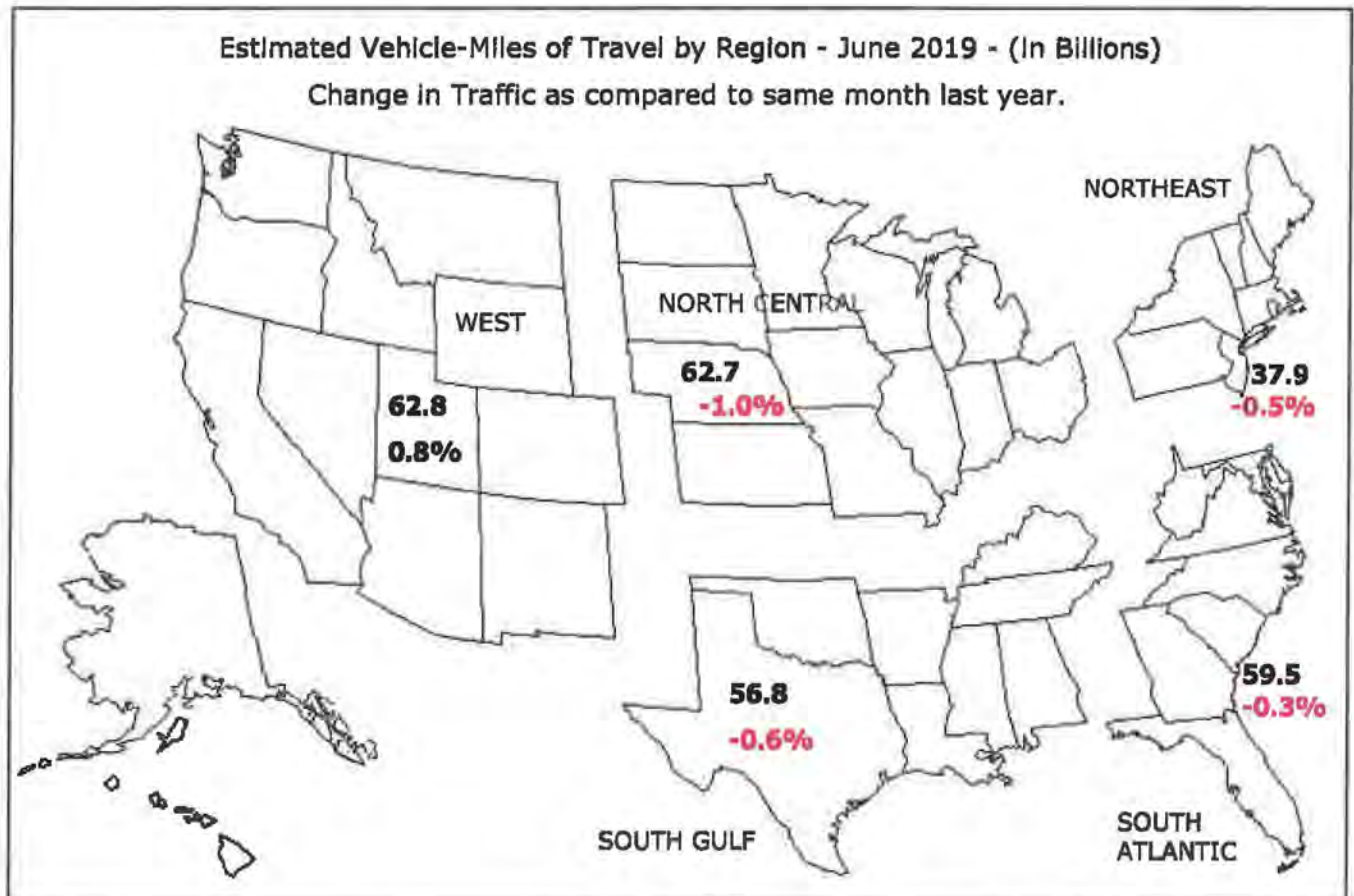 Estimated Vehicle-Miles of Travel by Region - June 2019 - (in Billions)
Change in Traffic as compared to same month last year.
NORTHEAST
NORTH CENTRAL
WEST
62.7
-1.0%
37.9
-0.5%
62.8
0.8%
59.5
-0.3%
56.8
-0.6%
SOUTH GULF
SOUTH
ATLANTIC